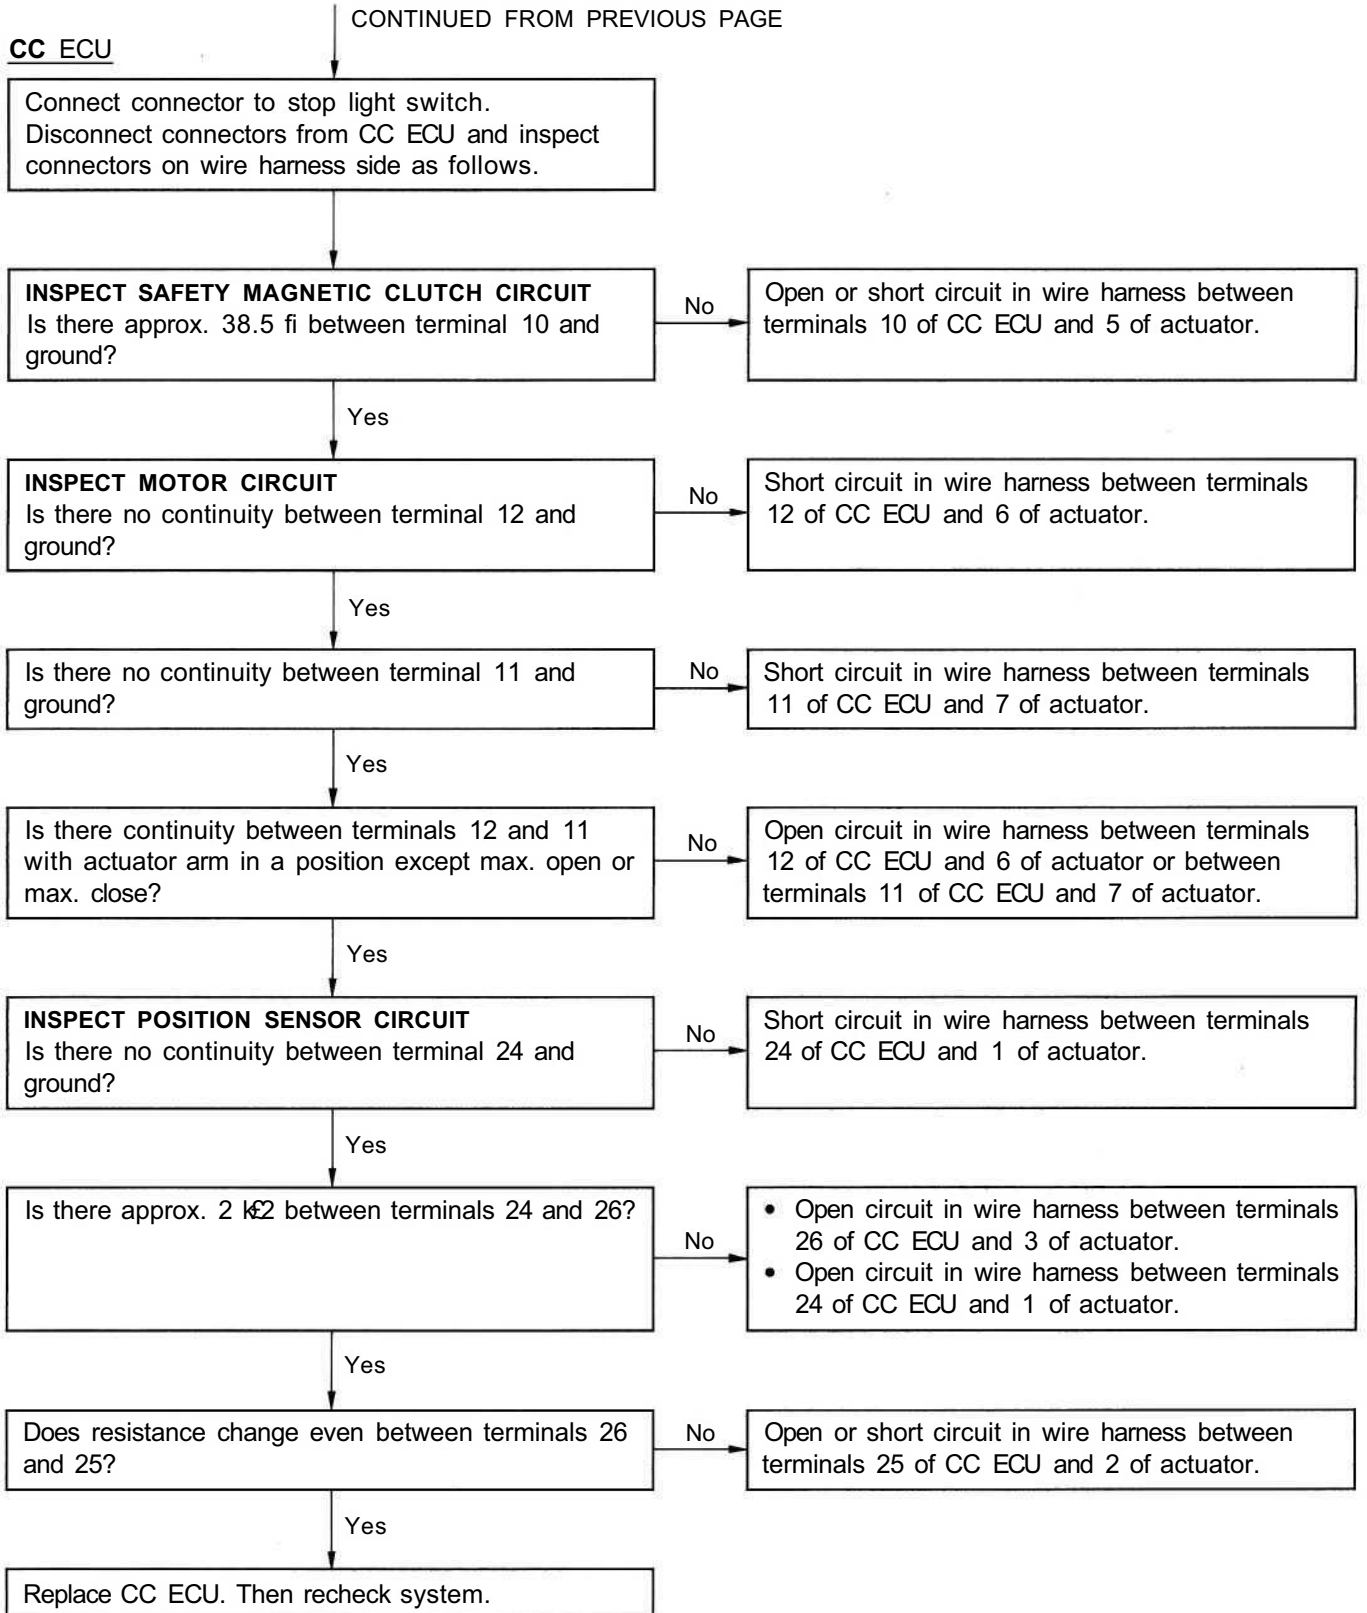 CONTINUED FROM PREVIOUS PAGE
CC ECU
Connect connector to stop light switch.
Disconnect connectors from CC ECU and inspect
connectors on wire harness side as follows.
INSPECT SAFETY MAGNETIC CLUTCH CIRCUIT
Is there approx. 38.5 fi between terminal 10 and
ground?
No
Open or short circuit in wire harness between
terminals 10 of CC ECU and 5 of actuator.
Yes
INSPECT MOTOR CIRCUIT
Is there no continuity between terminal 12 and
ground?
No
Short circuit in wire harness between terminals
12 of CC ECU and 6 of actuator.
Yes
Is there no continuity between terminal 11 and
ground?
No
Short circuit in wire harness between terminals
11 of CC ECU and 7 of actuator.
Yes
Is there continuity between terminals 12 and 11
with actuator arm in a position except max. open or
max. close?
No
Open circuit in wire harness between terminals
12 of CC ECU and 6 of actuator or between
terminals 11 of CC ECU and 7 of actuator.
Yes
INSPECT POSITION SENSOR CIRCUIT
Is there no continuity between terminal 24 and
ground?
No
Short circuit in wire harness between terminals
24 of CC ECU and 1 of actuator.
Yes
Is there approx. 2 k£2 between terminals 24 and 26?
No
• Open circuit in wire harness between terminals
26 of CC ECU and 3 of actuator.
• Open circuit in wire harness between terminals
24 of CC ECU and 1 of actuator.
Yes
Does resistance change even between terminals 26
and 25?
No
Open or short circuit in wire harness between
terminals 25 of CC ECU and 2 of actuator.
Yes
Replace CC ECU. Then recheck system.